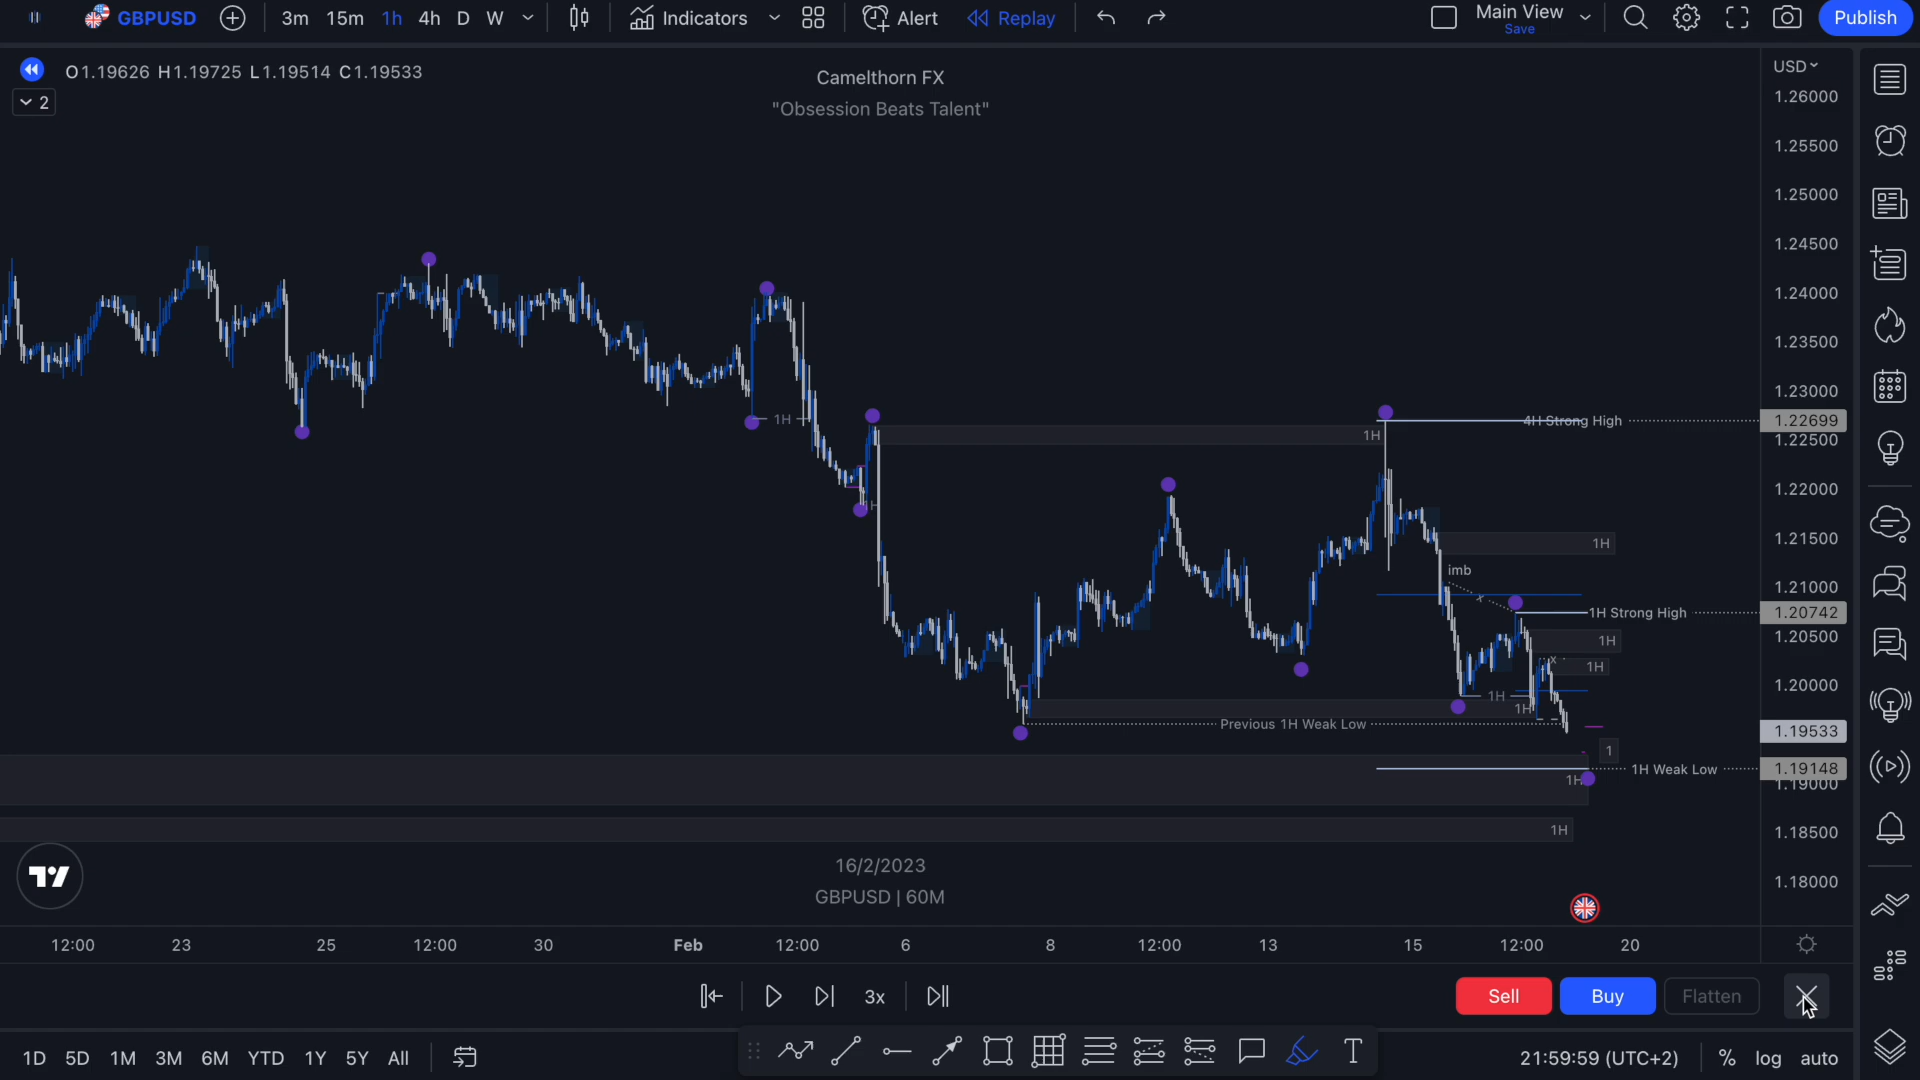 GBPUSD 3m 15m 1h 4h D W Indicators Alert Replay Main View Save Publish
O1.19626 H1.19725 L1.19514 C1.19533
2
Camelthorn FX
"Obsession Beats Talent"
USD
1.26000
1.25500
1.25000
1.24500
1.24000
1.23500
1.23000
1H
4H Strong High 1.22699
1H
1.22500
1.22000
1H
1.21500
imb
1.21000
1H Strong High 1.20742
1H
1.20500
1H
1.20000
1H
1H
Previous 1H Weak Low
1.19533
1
1H Weak Low 1.19148
1H
1.19000
1H
1.18500
16/2/2023
1.18000
GBPUSD | 60M
12:00 23 25 12:00 30 Feb 12:00 6 8 12:00 13 15 12:00 20
3x Sell Buy Flatten
1D 5D 1M 3M 6M YTD 1Y 5Y All T 21:59:59 (UTC+2) % log auto